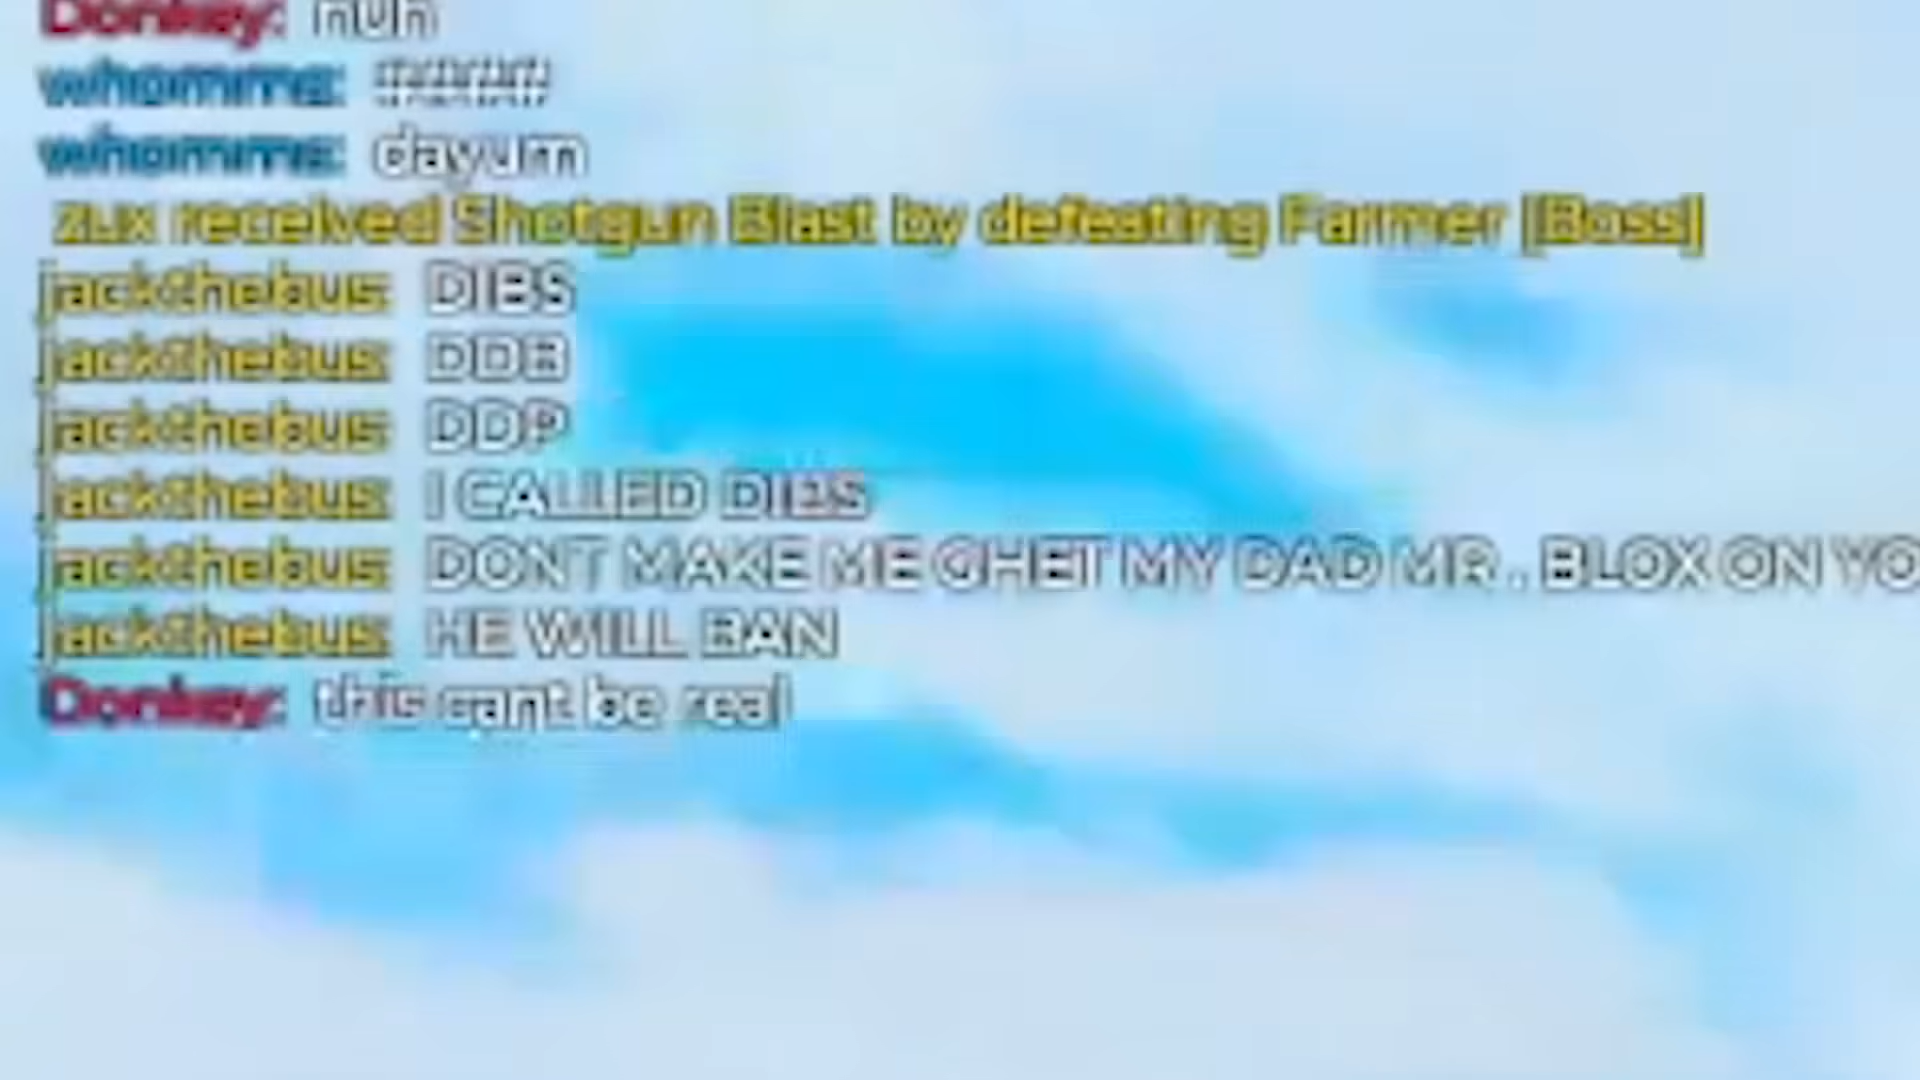 Donkey: huh
whomme: ####
whomme: dayum
zux received Shotgun Blast by defeating Farmer [Boss]
jackthebus: DIBS
jackthebus: DDB
jackthebus: DDP
jackthebus: I CALLED DIBS
jackthebus: DONT MAKE ME GHET MY DAD MR . BLOX ON YO
jackthebus: HE WILL BAN
Donkey: this cant be real